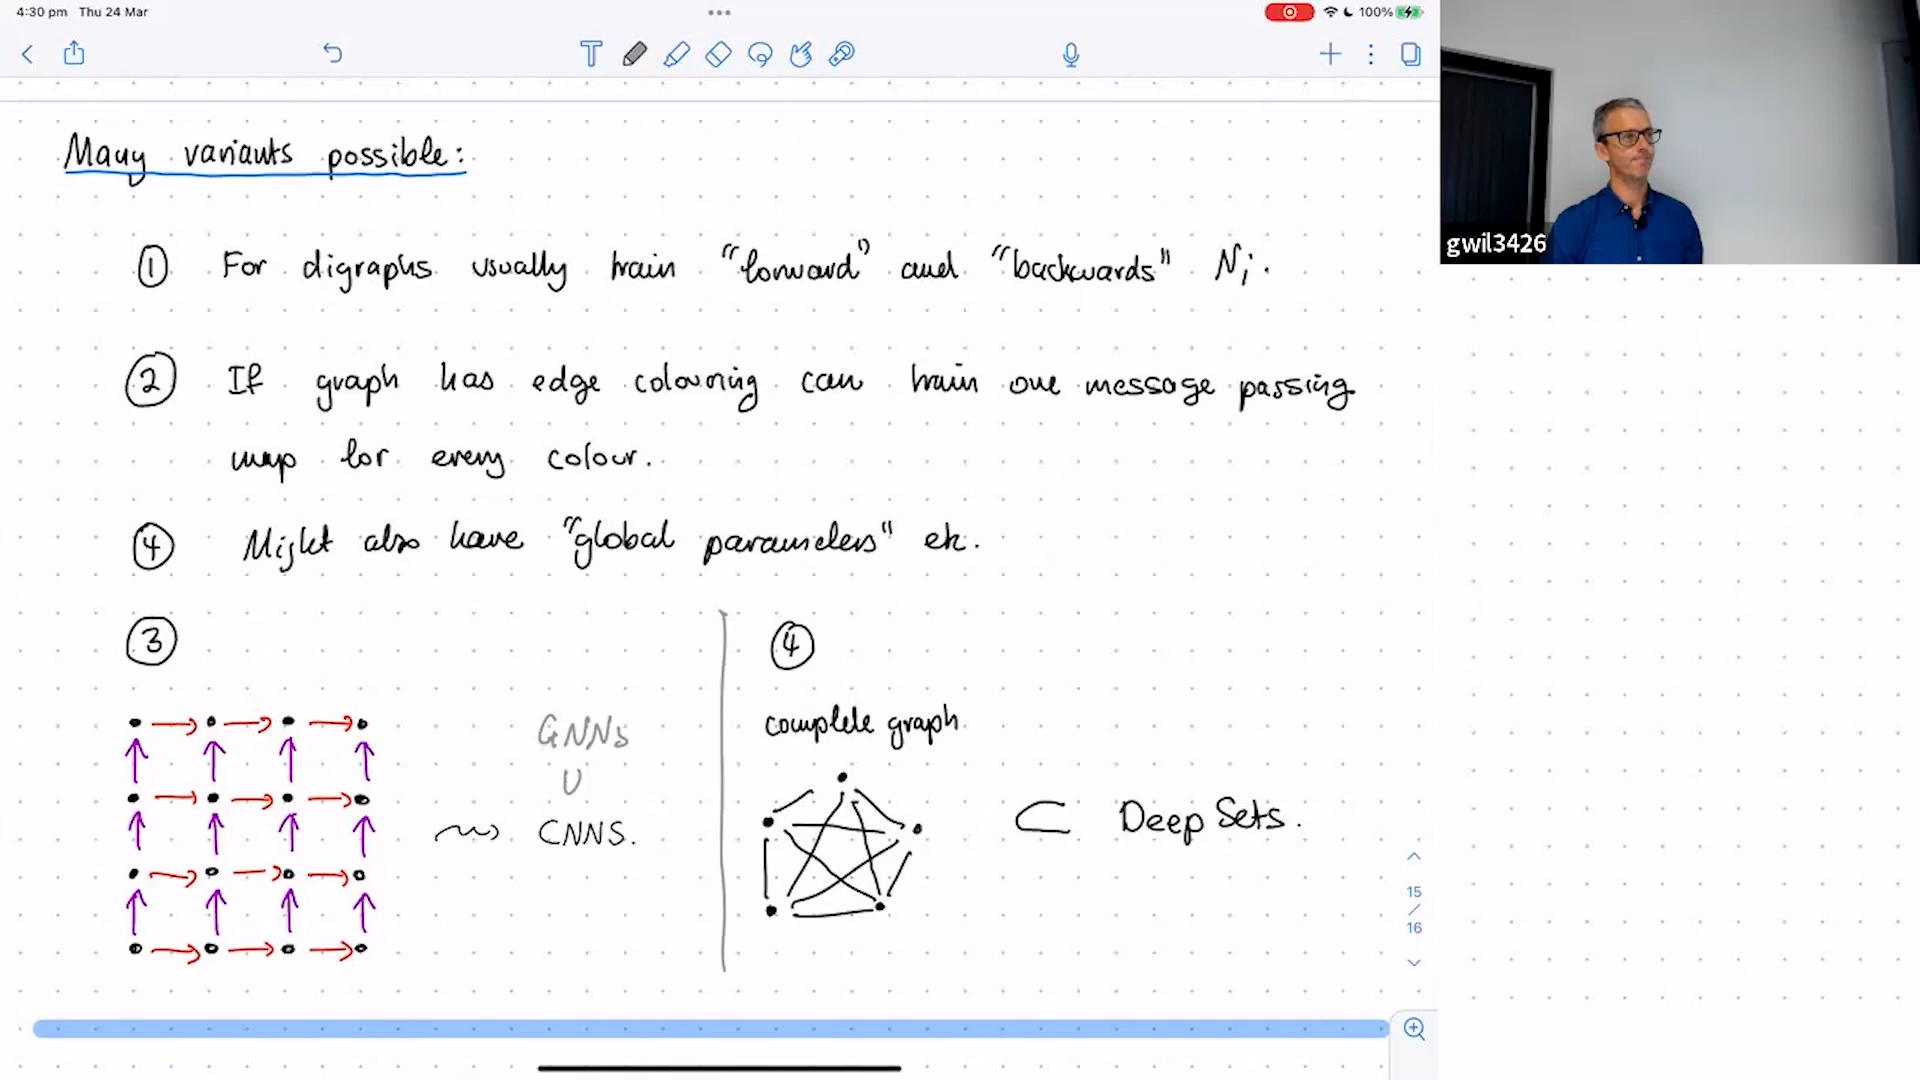 4:30 pm Thu 24 Mar
100%
Many variants possible:
① For digraphs usually train "forward" and "backwards" Ni.
② If graph has edge colouring can train one message passing
map for every colour.
④ Might also have "global parameters" etc.
③
GNNs
∪
⇝ CNNS.
④
complete graph
⊂ Deep Sets.
15
/
16
gwil3426